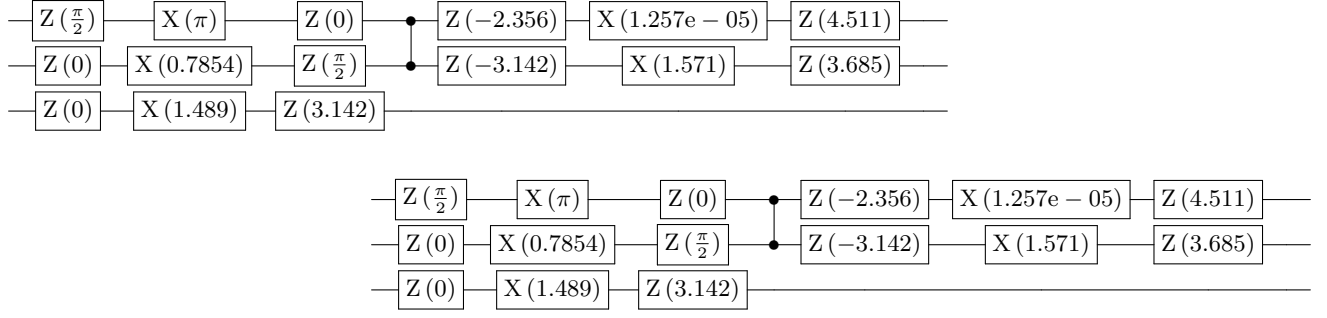 Z(π/2) X(π) Z(0) Z(−2.356) X(1.257e − 05) Z(4.511)
Z(0) X(0.7854) Z(π/2) Z(−3.142) X(1.571) Z(3.685)
Z(0) X(1.489) Z(3.142)
Z(π/2) X(π) Z(0) Z(−2.356) X(1.257e − 05) Z(4.511)
Z(0) X(0.7854) Z(π/2) Z(−3.142) X(1.571) Z(3.685)
Z(0) X(1.489) Z(3.142)